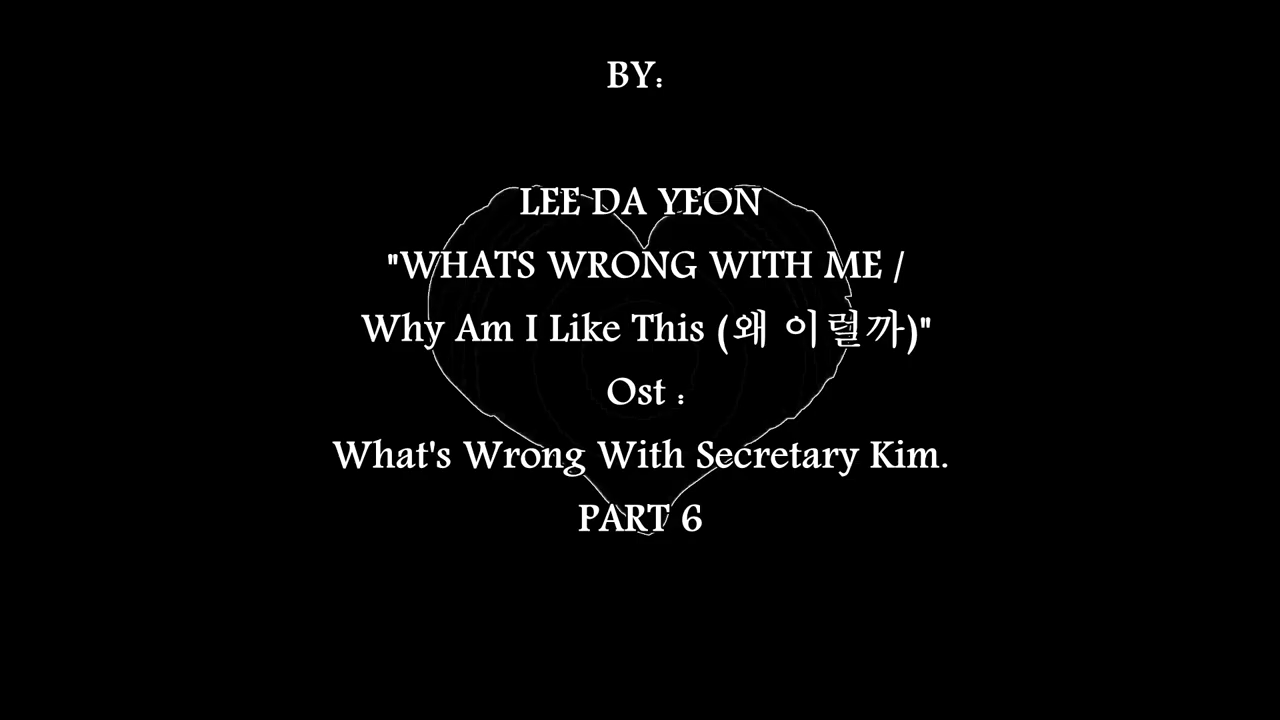 BY:
LEE DA YEON
"WHATS WRONG WITH ME /
Why Am I Like This (왜 이럴까)"
Ost :
What's Wrong With Secretary Kim.
PART 6